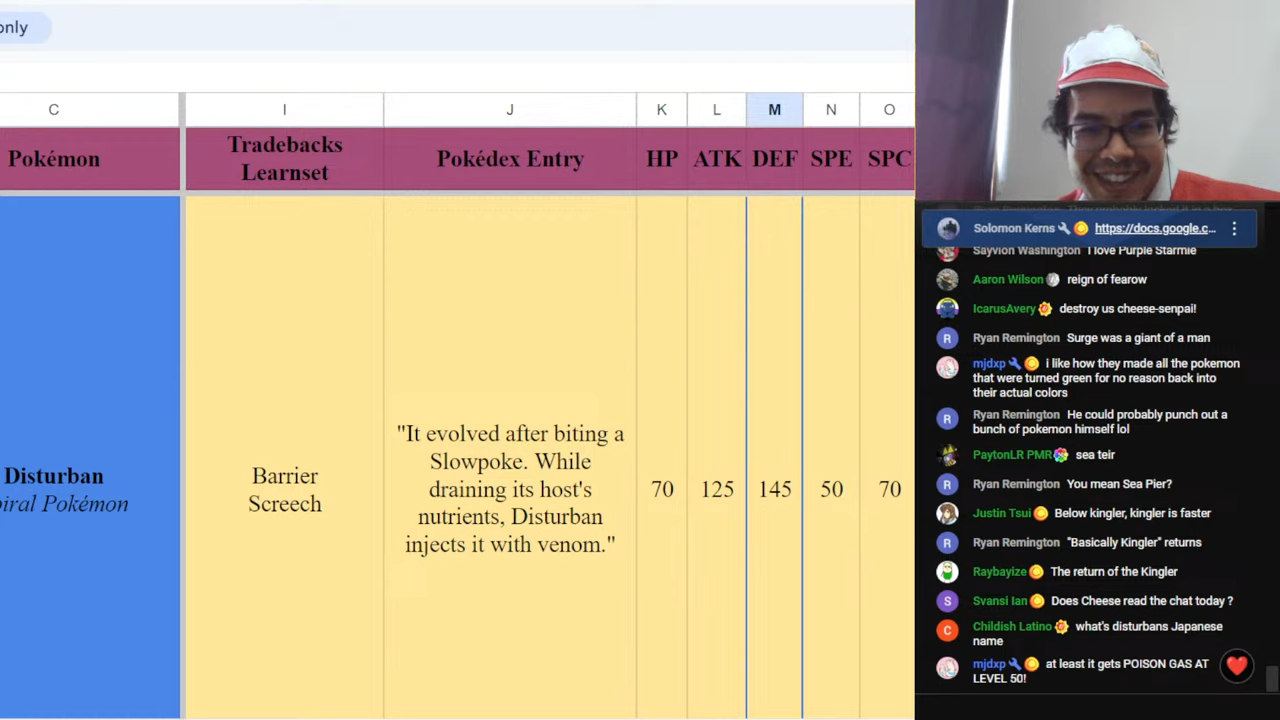 only
C
I
J
K
L
M
N
O
Pokémon
Tradebacks
Learnset
Pokédex Entry
HP
ATK
DEF
SPE
SPC
Disturban
piral Pokémon
Barrier
Screech
"It evolved after biting a
Slowpoke. While
draining its host's
nutrients, Disturban
injects it with venom."
70
125
145
50
70
Solomon Kerns https://docs.google.c...
Sayvion Washington I love Purple Starmie
Aaron Wilson reign of fearow
IcarusAvery destroy us cheese-senpai!
Ryan Remington Surge was a giant of a man
mjdxp i like how they made all the pokemon
that were turned green for no reason back into
their actual colors
Ryan Remington He could probably punch out a
bunch of pokemon himself lol
PaytonLR PMR sea teir
R Ryan Remington You mean Sea Pier?
Justin Tsui Below kingler, kingler is faster
R Ryan Remington "Basically Kingler" returns
Raybayize The return of the Kingler
S Svansi Ian Does Cheese read the chat today ?
C Childish Latino what's disturbans Japanese
name
mjdxp at least it gets POISON GAS AT
LEVEL 50!